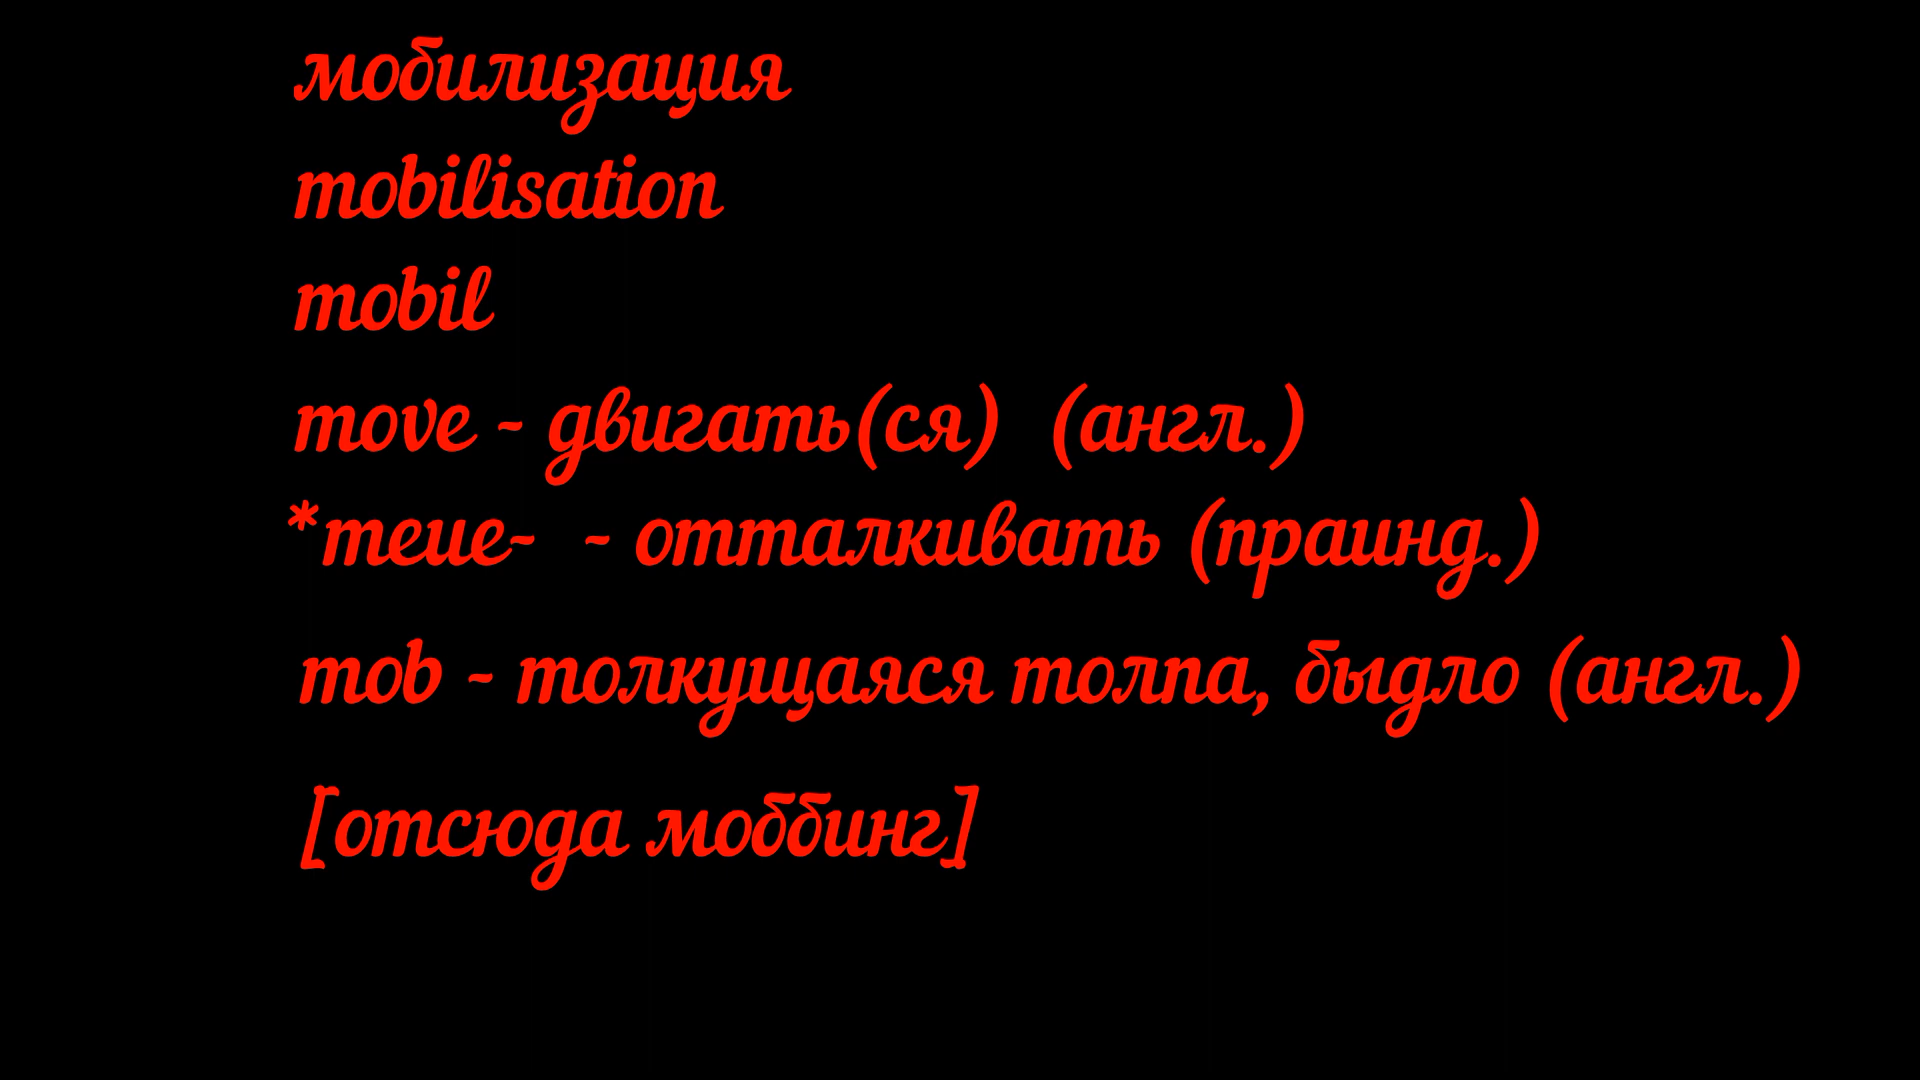 мобилизация
mobilisation
mobil
move - двигать(ся) (англ.)
*meue- - отталкивать (праинд.)
mob - толкущаяся толпа, быдло (англ.)
[отсюда моббинг]